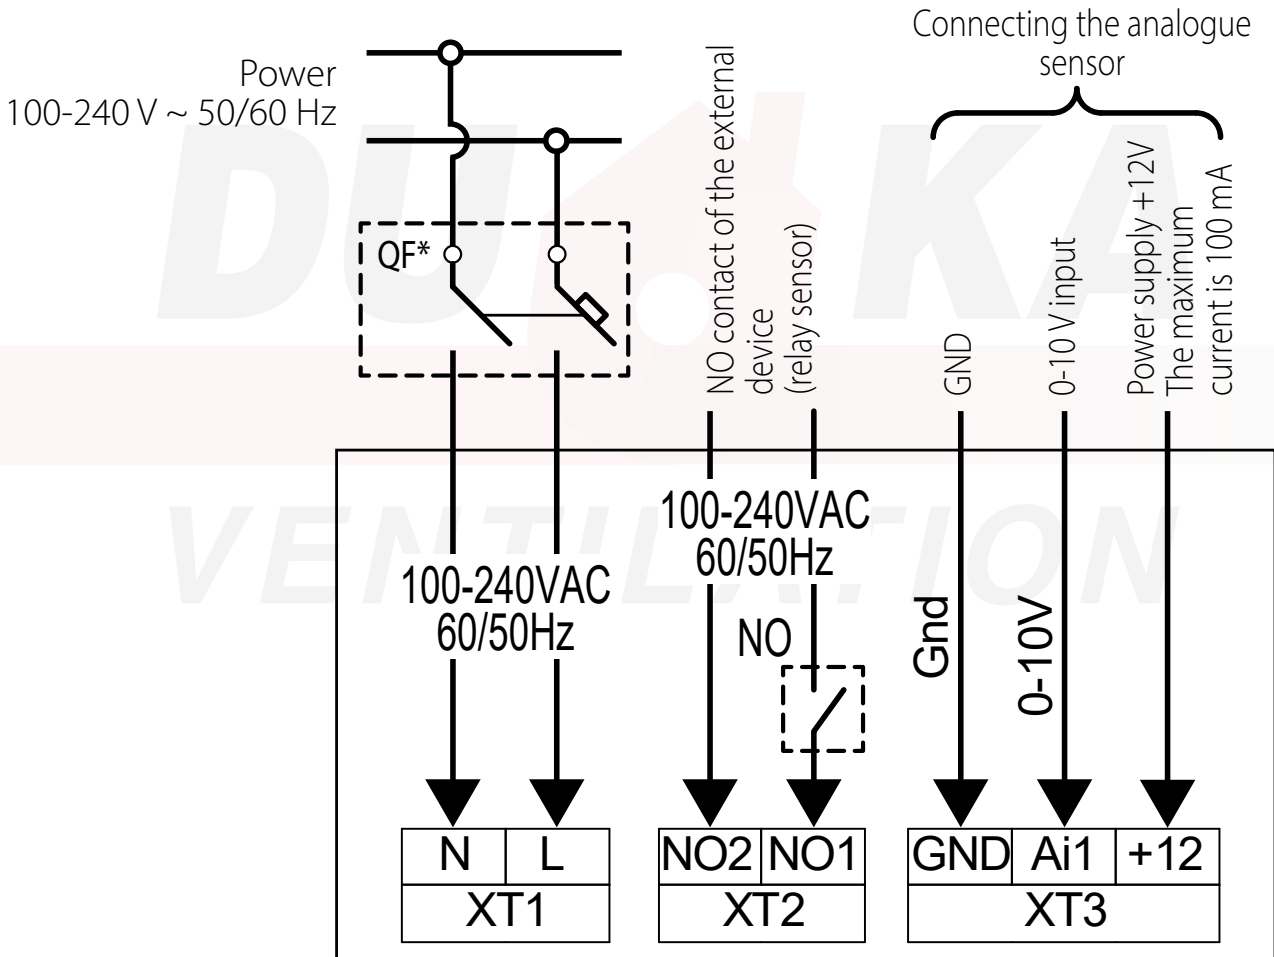 Connecting the analogue
sensor
Power
100-240 V ~ 50/60 Hz
QF*
NO contact of the external
device
(relay sensor)
GND
0-10 V input
Power supply +12V
The maximum
current is 100 mA
DUKA
VENTILATION
100-240VAC
60/50Hz
100-240VAC
60/50Hz
NO
Gnd
0-10V
N
L
XT1
NO2
NO1
XT2
GND
Ai1
+12
XT3